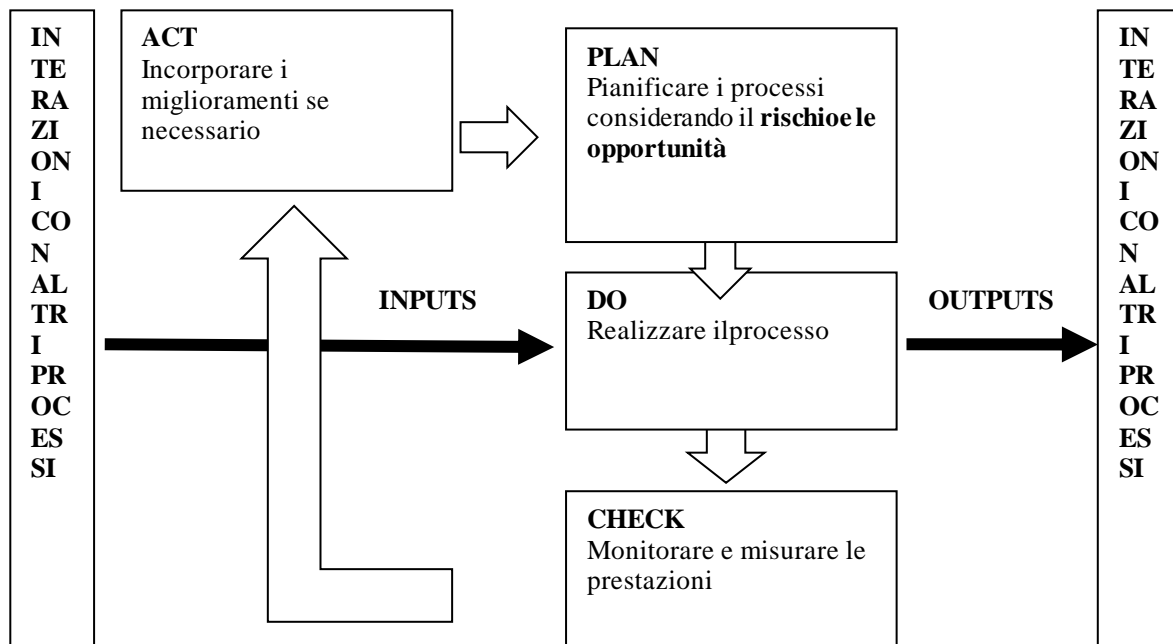 IN
TE
RA
ZI
ON
I
CO
N
AL
TR
I
PR
OC
ES
SI
ACT
Incorporare i
miglioramenti se
necessario
PLAN
Pianificare i processi
considerando il rischioe le
opportunità
INPUTS
DO
Realizzare ilprocesso
OUTPUTS
CHECK
Monitorare e misurare le
prestazioni
IN
TE
RA
ZI
ON
I
CO
N
AL
TR
I
PR
OC
ES
SI